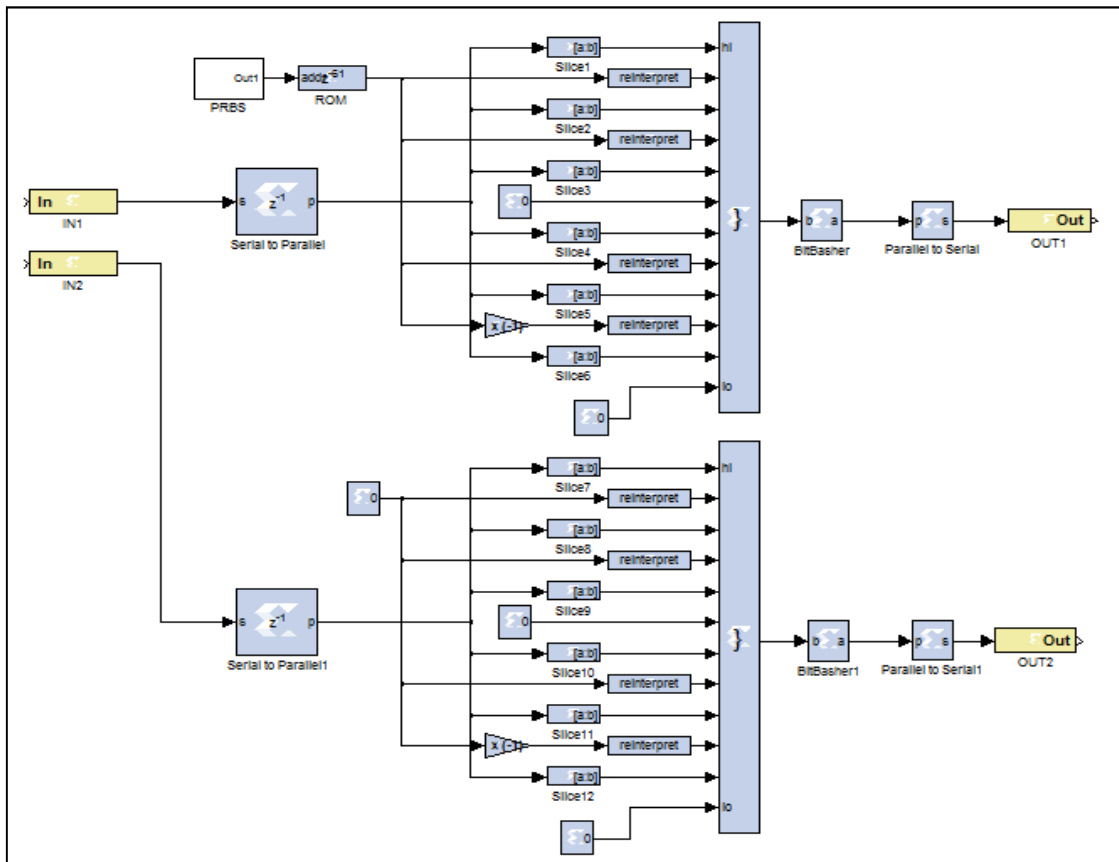 [a:b]
hi
Slice1
Out1
addr z^-51
reinterpret
PRBS
ROM
[a:b]
Slice2
reinterpret
[a:b]
Slice3
In
s z^-1 p
0
}
b a
p s
Out
IN1
Serial to Parallel
[a:b]
Slice4
BitBasher
Parallel to Serial
OUT1
In
reinterpret
IN2
[a:b]
Slice5
x (-1)
reinterpret
[a:b]
Slice6
lo
0
[a:b]
hi
Slice7
0
reinterpret
[a:b]
Slice8
reinterpret
[a:b]
Slice9
s z^-1 p
0
}
b a
p s
Out
Serial to Parallel1
[a:b]
Slice10
BitBasher1
Parallel to Serial1
OUT2
reinterpret
[a:b]
Slice11
x (-1)
reinterpret
[a:b]
Slice12
lo
0